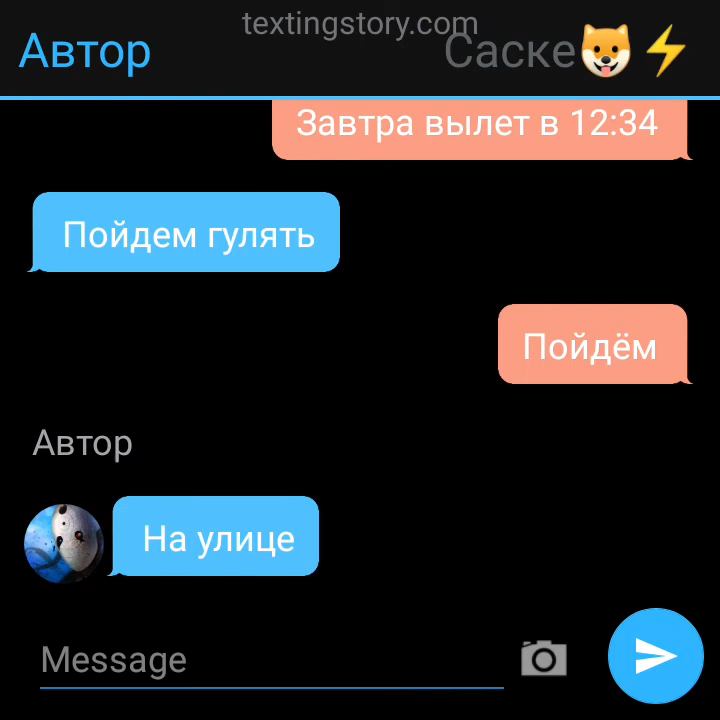 textingstory.com
Автор
Саске🐶⚡
Завтра вылет в 12:34
Пойдем гулять
Пойдём
Автор
На улице
Message